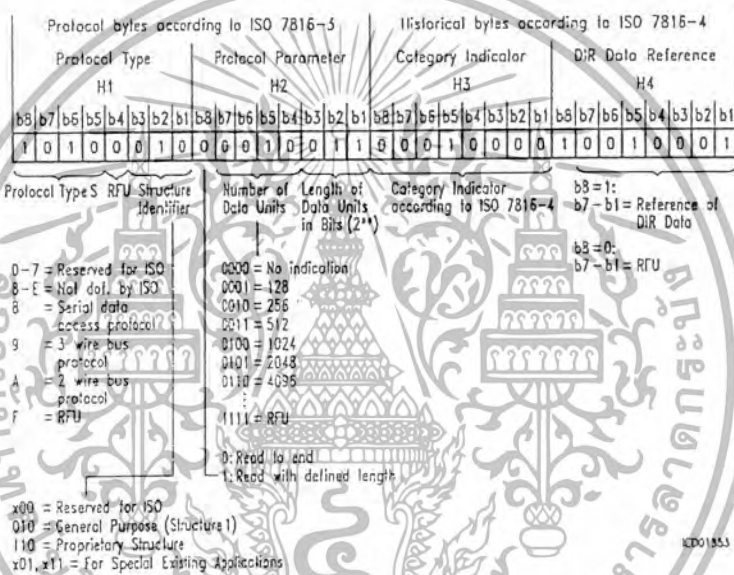 Protocol bytes according to ISO 7816-3 Historical bytes according to ISO 7816-4
Protocol Type Protocol Parameter Category Indicator DIR Data Reference
H1 H2 H3 H4
b8 b7 b6 b5 b4 b3 b2 b1 b8 b7 b6 b5 b4 b3 b2 b1 b8 b7 b6 b5 b4 b3 b2 b1 b8 b7 b6 b5 b4 b3 b2 b1
1 0 1 0 0 0 1 0 0 0 0 1 0 0 1 1 0 0 0 1 0 0 0 0 1 0 0 1 0 0 0 1
Protocol Type S RFU Structure Identifier
Number of Data Units
Length of Data Units in Bits (2**)
Category Indicator according to ISO 7816-4
b8 = 1:
b7 – b1 = Reference of DIR Data
b8 = 0:
b7 – b1 = RFU
0-7 = Reserved for ISO
8-E = Not def. by ISO
8 = Serial data access protocol
9 = 3 wire bus protocol
A = 2 wire bus protocol
F = RFU
0000 = No indication
0001 = 128
0010 = 256
0011 = 512
0100 = 1024
0101 = 2048
0110 = 4096
⋮
1111 = RFU
0: Read to end
1: Read with defined length
x00 = Reserved for ISO
010 = General Purpose (Structure 1)
110 = Proprietary Structure
x01, x11 = For Special Existing Applications